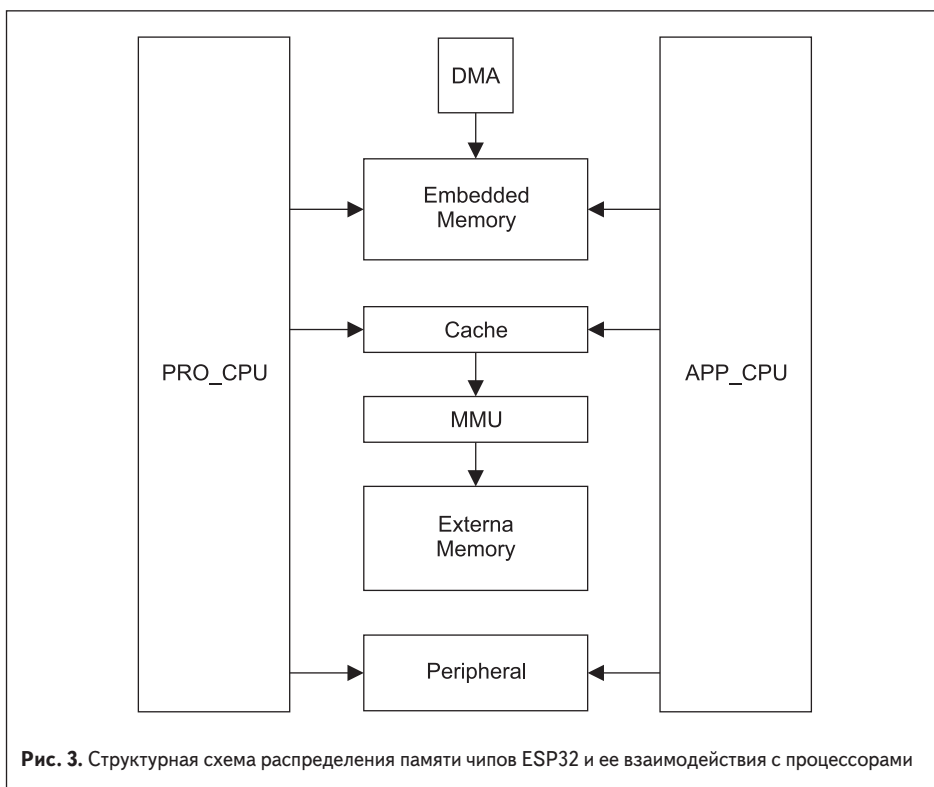 DMA
Embedded
Memory
Cache
PRO_CPU
APP_CPU
MMU
Externa
Memory
Peripheral
Рис. 3. Структурная схема распределения памяти чипов ESP32 и ее взаимодействия с процессорами